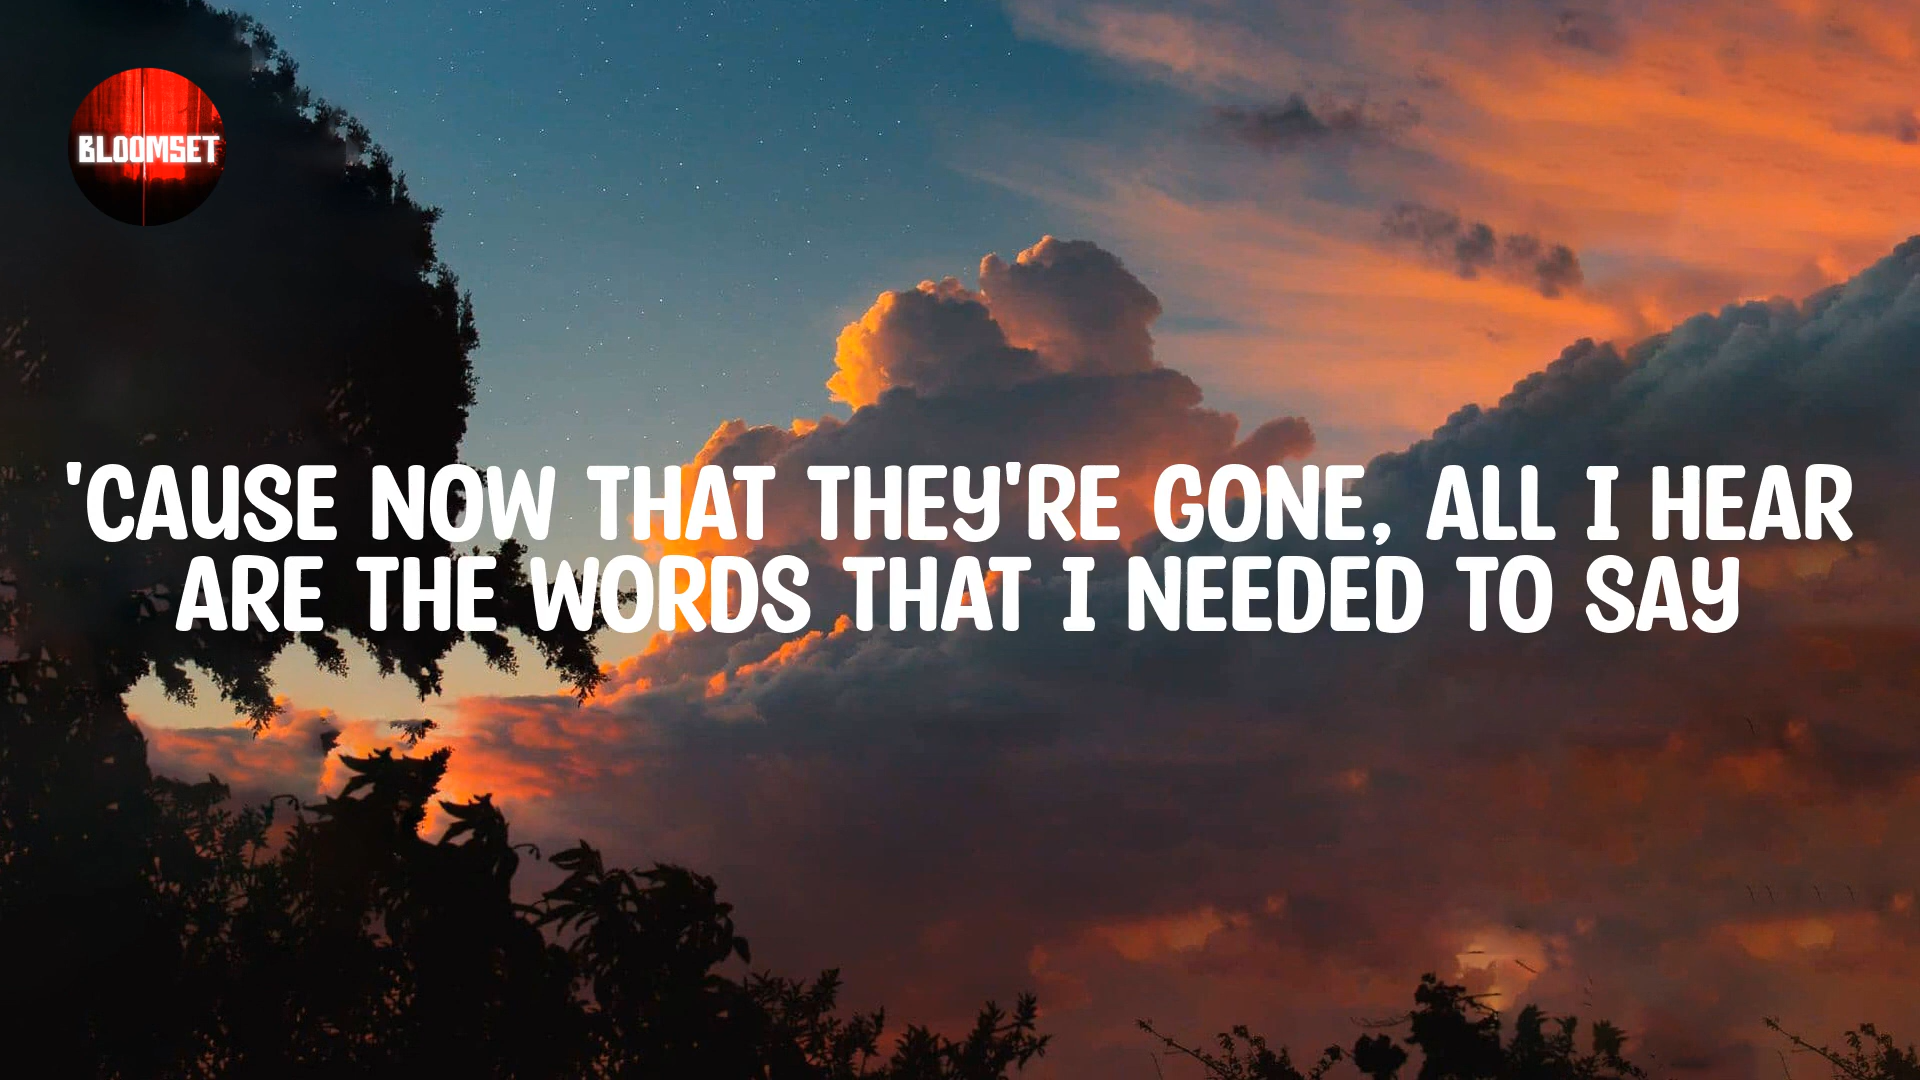 BLOOMSET
'CAUSE NOW THAT THEY'RE GONE, ALL I HEAR
ARE THE WORDS THAT I NEEDED TO SAY